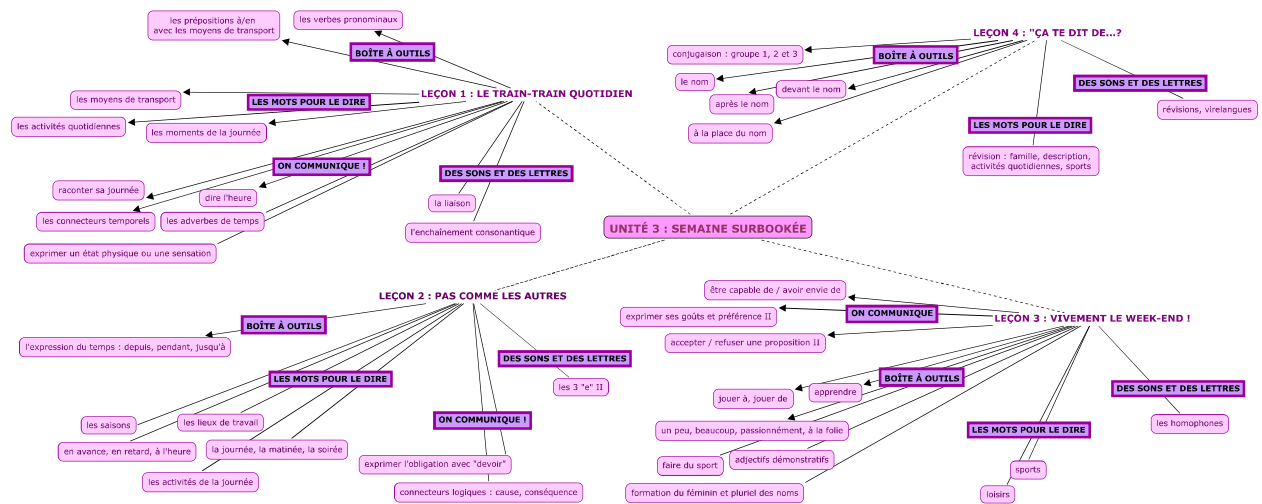 les prépositions à/en
avec les moyens de transport
les verbes pronominaux
BOÎTE À OUTILS
les moyens de transport
LES MOTS POUR LE DIRE
LEÇON 1 : LE TRAIN-TRAIN QUOTIDIEN
les activités quotidiennes
les moments de la journée
ON COMMUNIQUE !
DES SONS ET DES LETTRES
raconter sa journée
dire l'heure
la liaison
les connecteurs temporels
les adverbes de temps
l'enchaînement consonantique
exprimer un état physique ou une sensation
LEÇON 4 : "ÇA TE DIT DE...?
conjugaison : groupe 1, 2 et 3
BOÎTE À OUTILS
le nom
devant le nom
après le nom
à la place du nom
DES SONS ET DES LETTRES
révisions, virelangues
LES MOTS POUR LE DIRE
révision : famille, description,
activités quotidiennes, sports
UNITÉ 3 : SEMAINE SURBOOKÉE
LEÇON 2 : PAS COMME LES AUTRES
BOÎTE À OUTILS
l'expression du temps : depuis, pendant, jusqu'à
DES SONS ET DES LETTRES
les 3 "e" II
LES MOTS POUR LE DIRE
les saisons
les lieux de travail
ON COMMUNIQUE !
en avance, en retard, à l'heure
la journée, la matinée, la soirée
les activités de la journée
exprimer l'obligation avec "devoir"
connecteurs logiques : cause, conséquence
être capable de / avoir envie de
exprimer ses goûts et préférence II
ON COMMUNIQUE
LEÇON 3 : VIVEMENT LE WEEK-END !
accepter / refuser une proposition II
BOÎTE À OUTILS
jouer à, jouer de
apprendre
DES SONS ET DES LETTRES
les homophones
un peu, beaucoup, passionnément, à la folie
LES MOTS POUR LE DIRE
faire du sport
adjectifs démonstratifs
sports
formation du féminin et pluriel des noms
loisirs